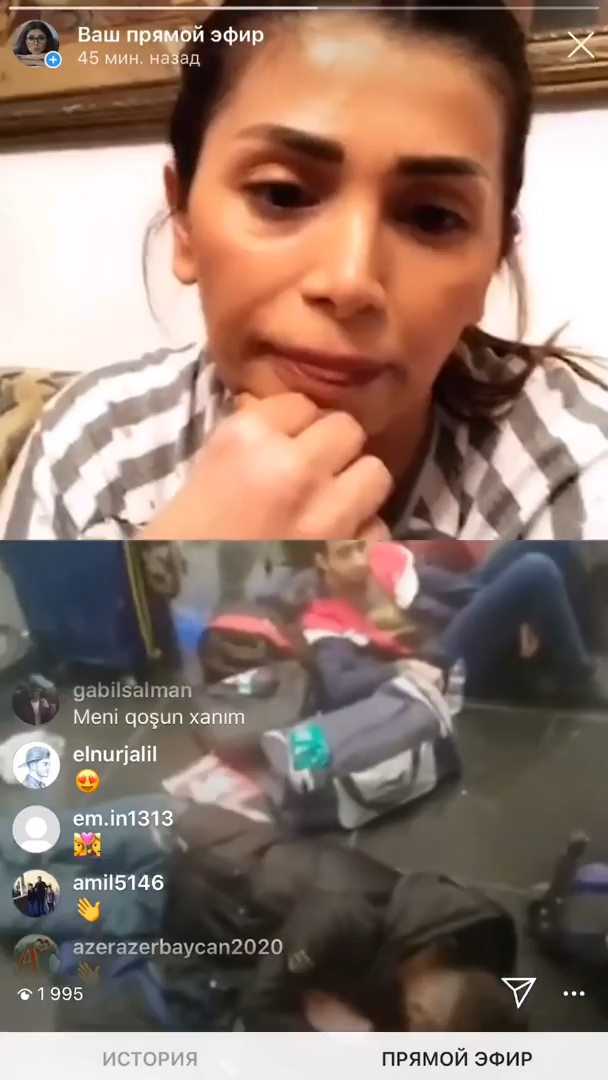 Ваш прямой эфир
45 мин. назад
gabilsalman
Meni qoşun xanım
elnurjalil
😍
em.in1313
👩‍❤️‍💋‍👩
amil5146
👋
azerazerbaycan2020
👋
1 995
ИСТОРИЯ
ПРЯМОЙ ЭФИР